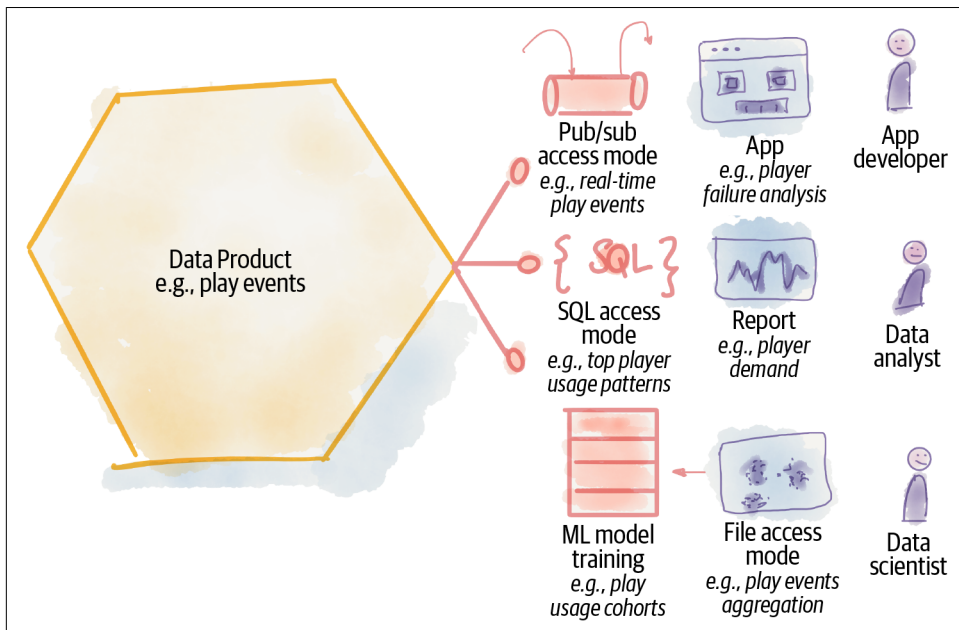 Data Product
e.g., play events
Pub/sub
access mode
e.g., real-time
play events
App
e.g., player
failure analysis
App
developer
{ SQL }
SQL access
mode
e.g., top player
usage patterns
Report
e.g., player
demand
Data
analyst
ML model
training
e.g., play
usage cohorts
File access
mode
e.g., play events
aggregation
Data
scientist